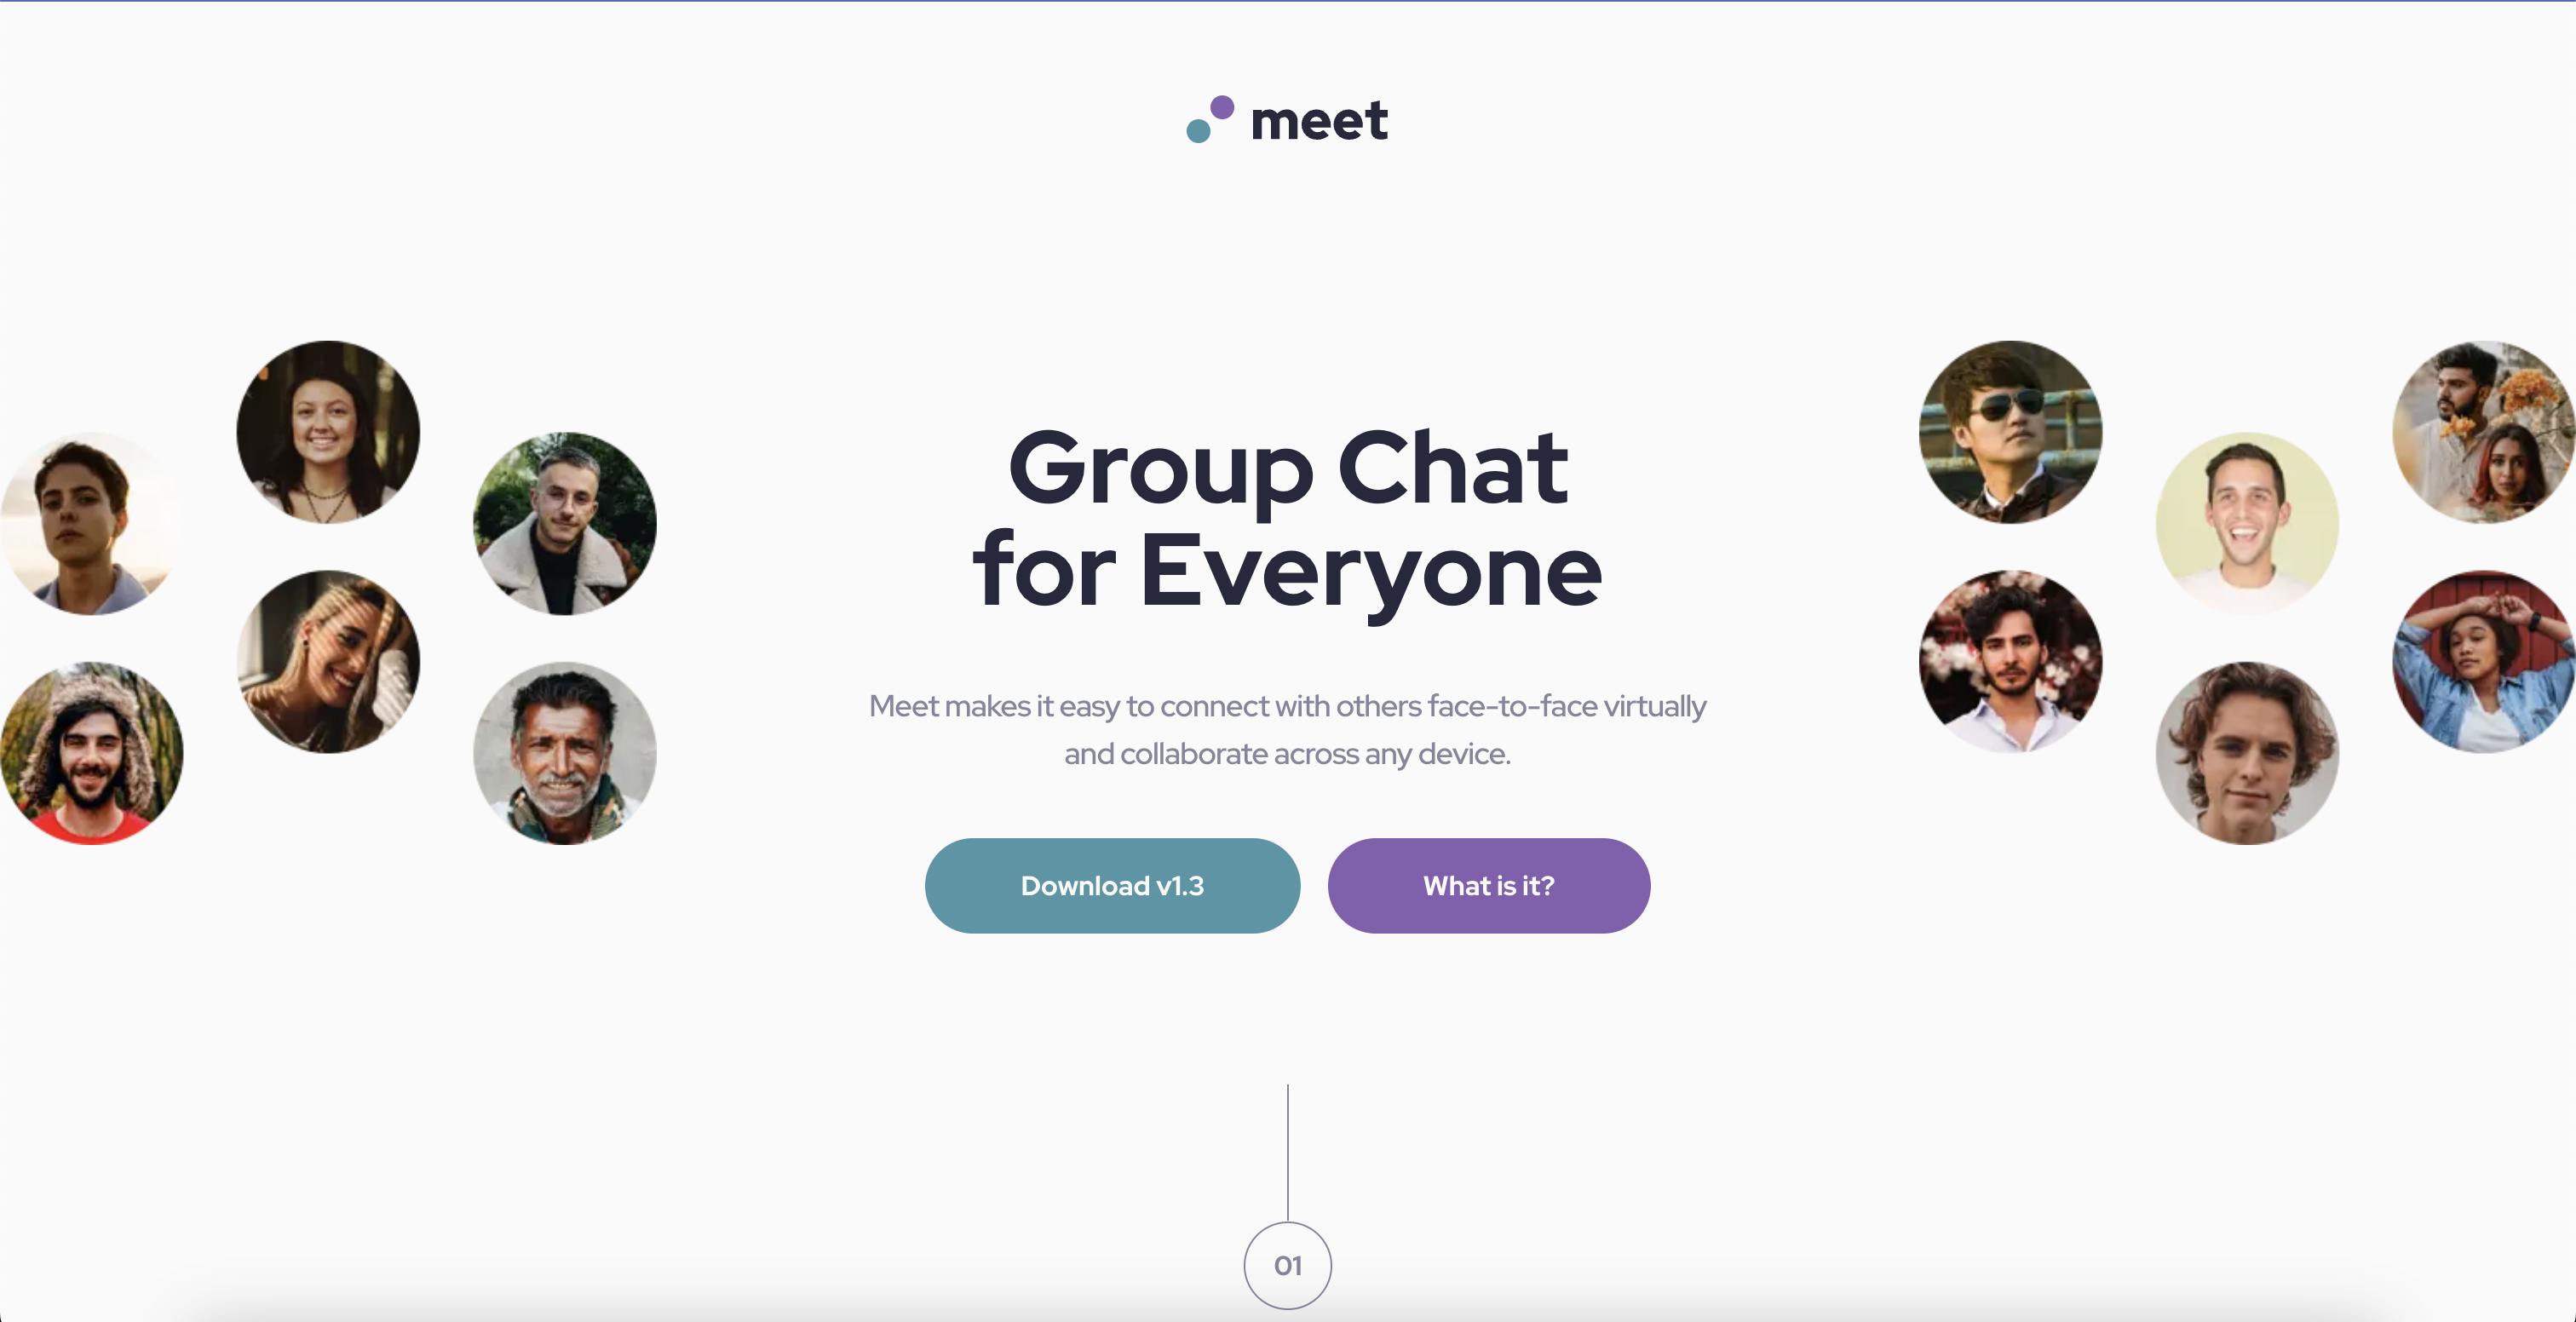 meet
Group Chat
for Everyone
Meet makes it easy to connect with others face-to-face virtually
and collaborate across any device.
Download v1.3
What is it?
01